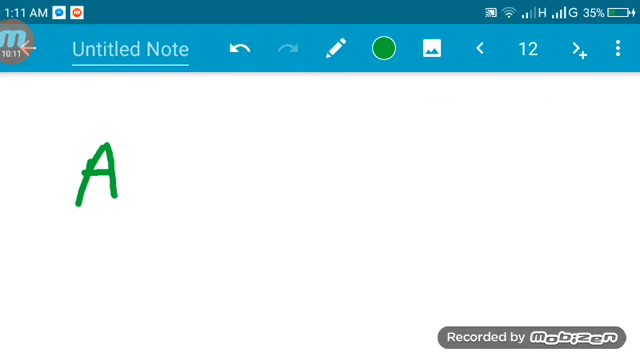 1:11 AM H G 35%
m 10:11 Untitled Note 12
A
Recorded by mobizen